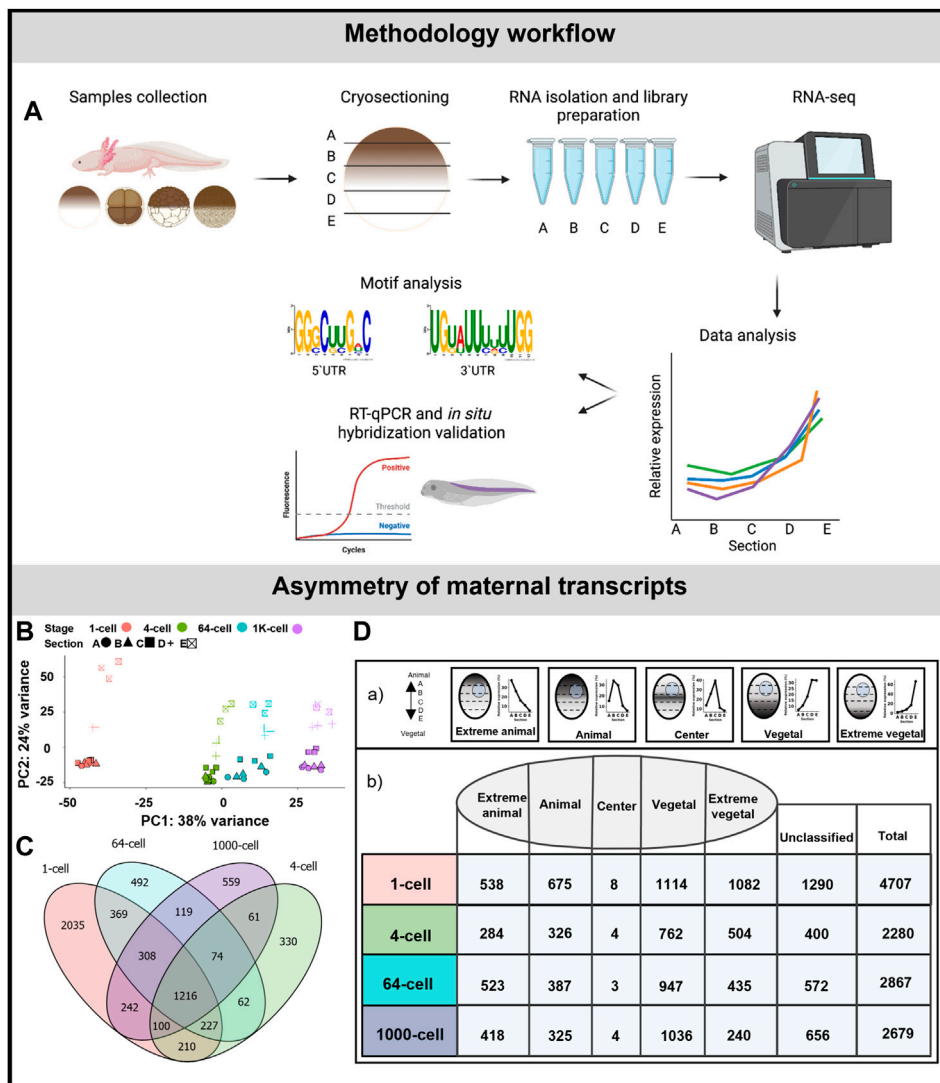 Methodology workflow
A
Samples collection
Cryosectioning
RNA isolation and library
preparation
RNA-seq
A
B
C
D
E
A B C D E
Motif analysis
5`UTR
3`UTR
Data analysis
RT-qPCR and in situ
hybridization validation
Fluorescence
Positive
Threshold
Negative
Cycles
Relative expression
A B C D E
Section
Asymmetry of maternal transcripts
B
Stage 1-cell 4-cell 64-cell 1K-cell
Section A B C D E
PC2: 24% variance
50
25
0
-25
-50 -25 0 25
PC1: 38% variance
C
1-cell
64-cell
1000-cell
4-cell
492 559
2035 369 119 61 330
308 74
1216
242 62
100 227
210
D
a)
Animal
A
B
C
D
E
Vegetal
Extreme animal
Animal
Center
Vegetal
Extreme vegetal
b)
Extreme animal Animal Center Vegetal Extreme vegetal Unclassified Total
1-cell 538 675 8 1114 1082 1290 4707
4-cell 284 326 4 762 504 400 2280
64-cell 523 387 3 947 435 572 2867
1000-cell 418 325 4 1036 240 656 2679